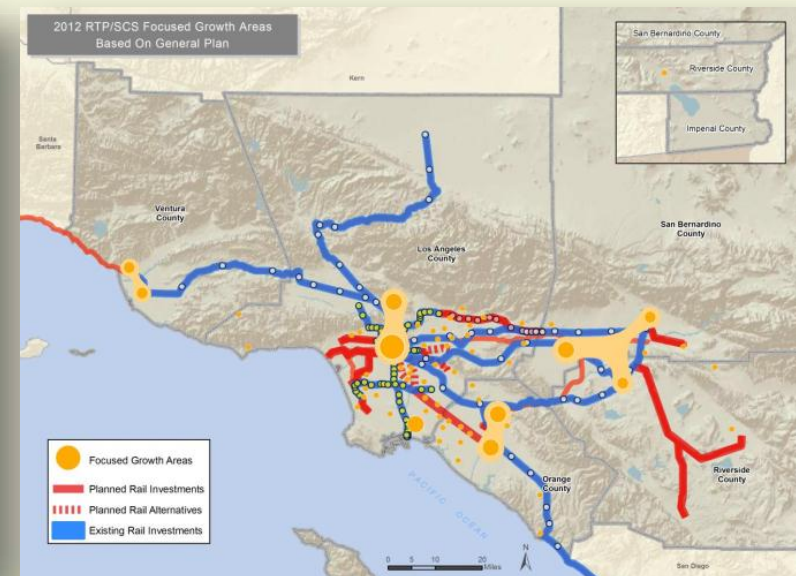 2012 RTP/SCS Focused Growth Areas
Based On General Plan
San Bernardino County
Riverside County
Imperial County
Kern
Santa
Barbara
Ventura
County
Los Angeles
County
San Bernardino
County
Focused Growth Areas
Planned Rail Investments
Planned Rail Alternatives
Existing Rail Investments
PACIFIC OCEAN
Orange
County
Riverside
County
San Diego
0 5 10 20
Miles
N